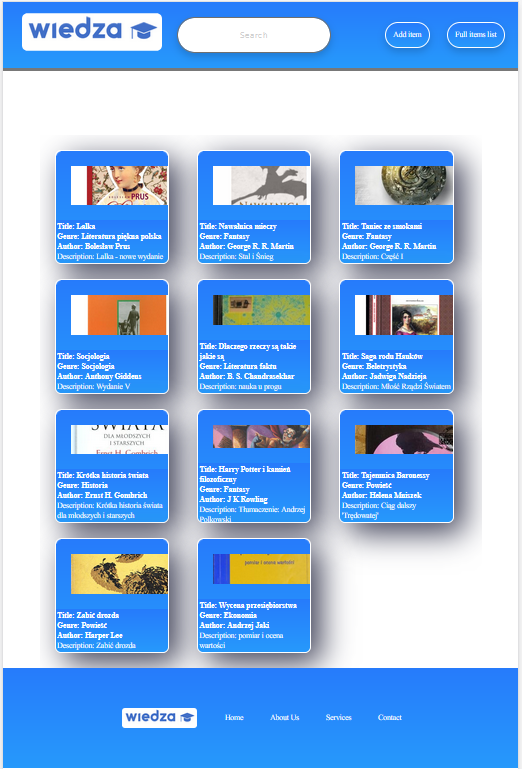 wiedza
Search
Add item
Full items list
PRUS
Title: Lalka
Genre: Literatura piękna polska
Author: Bolesław Prus
Description: Lalka - nowe wydanie
NAWAŁNICA
Title: Nawałnica mieczy
Genre: Fantasy
Author: George R. R. Martin
Description: Stal i Śnieg
Title: Taniec ze smokami
Genre: Fantasy
Author: George R. R. Martin
Description: Część I
Title: Socjologia
Genre: Socjologia
Author: Anthony Giddens
Description: Wydanie V
Title: Dlaczego rzeczy są takie
jakie są
Genre: Literatura faktu
Author: B. S. Chandrasekhar
Description: nauka u progu
Title: Saga rodu Hanków
Genre: Beletrystyka
Author: Jadwiga Nadzieja
Description: Miość Rządzi Światem
ŚWIATA
DLA MŁODSZYCH
I STARSZYCH
Ernst H. Gombrich
Title: Krótka historia świata
Genre: Historia
Author: Ernst H. Gombrich
Description: Krótka historia świata
dla młodszych i starszych
Title: Harry Potter i kamień
filozoficzny
Genre: Fantasy
Author: J K Rowling
Description: Tłumaczenie: Andrzej
Polkowski
Title: Tajemnica Baronessy
Genre: Powieść
Author: Helena Mniszek
Description: Ciąg dalszy
"Trędowatej"
Title: Zabić drozda
Genre: Powieść
Author: Harper Lee
Description: Zabić drozda
pomiar i ocena wartości
Title: Wycena przesiębiorstwa
Genre: Ekonomia
Author: Andrzej Jaki
Description: pomiar i ocena
wartości
wiedza
Home
About Us
Services
Contact